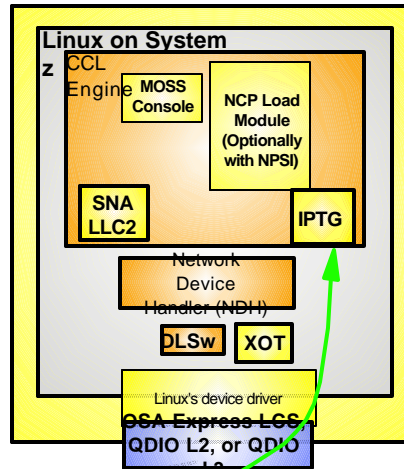 Linux on System
z CCL
Engine
MOSS
Console
NCP Load
Module
(Optionally
with NPSI)
SNA
LLC2
IPTG
Network
Device
Handler (NDH)
DLSw
XOT
Linux's device driver
OSA Express LCS,
QDIO L2, or QDIO
L3